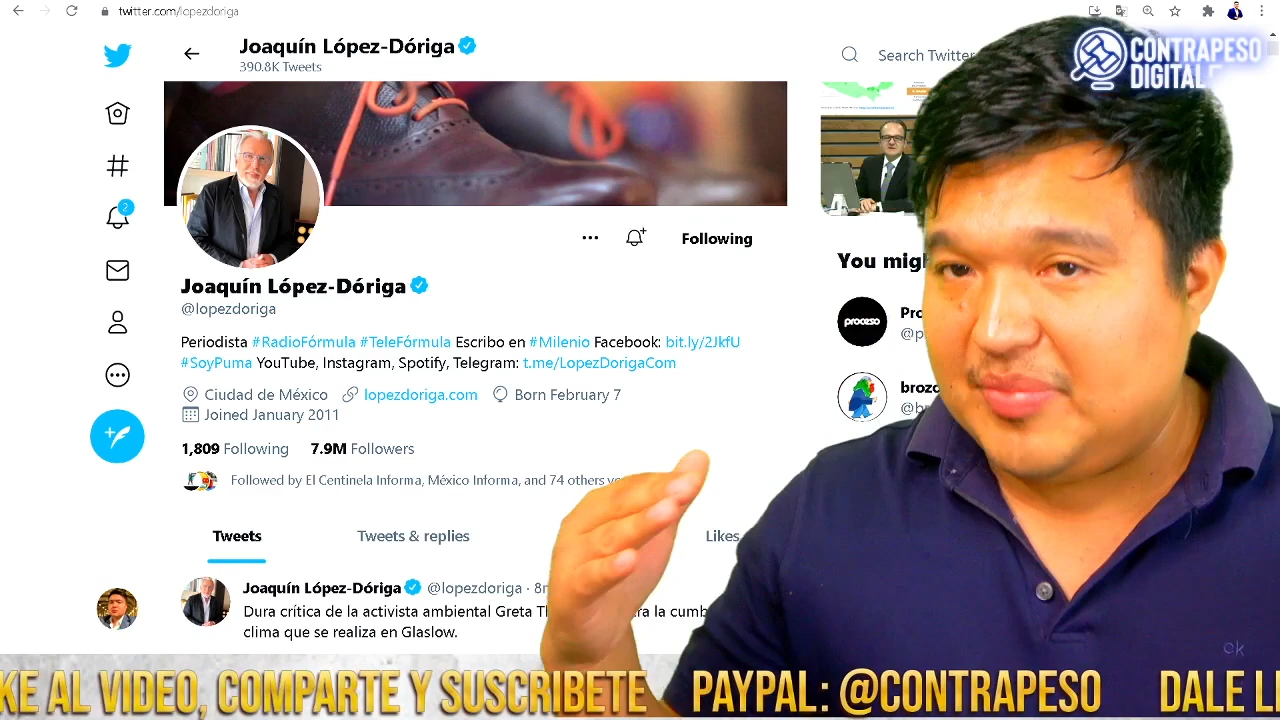 twitter.com/lopezdoriga
Joaquín López-Dóriga
390.8K Tweets
Search Twitter
CONTRAPESO
DIGITAL
2
Following
You
Joaquín López-Dóriga
@lopezdoriga
proceso
Periodista #RadioFórmula #TeleFórmula Escribo en #Milenio Facebook: bit.ly/2JkfU
#SoyPuma YouTube, Instagram, Spotify, Telegram: t.me/LopezDorigaCom
Ciudad de México lopezdoriga.com Born February 7
Joined January 2011
1,809 Following 7.9M Followers
Followed by El Centinela Informa, México Informa, and 74 others
Tweets Tweets & replies Likes
Joaquín López-Dóriga @lopezdoriga · 8
Dura crítica de la activista ambiental Greta
clima que se realiza en Glaslow.
KE AL VIDEO, COMPARTE Y SUSCRIBETE PAYPAL: @CONTRAPESO DALE